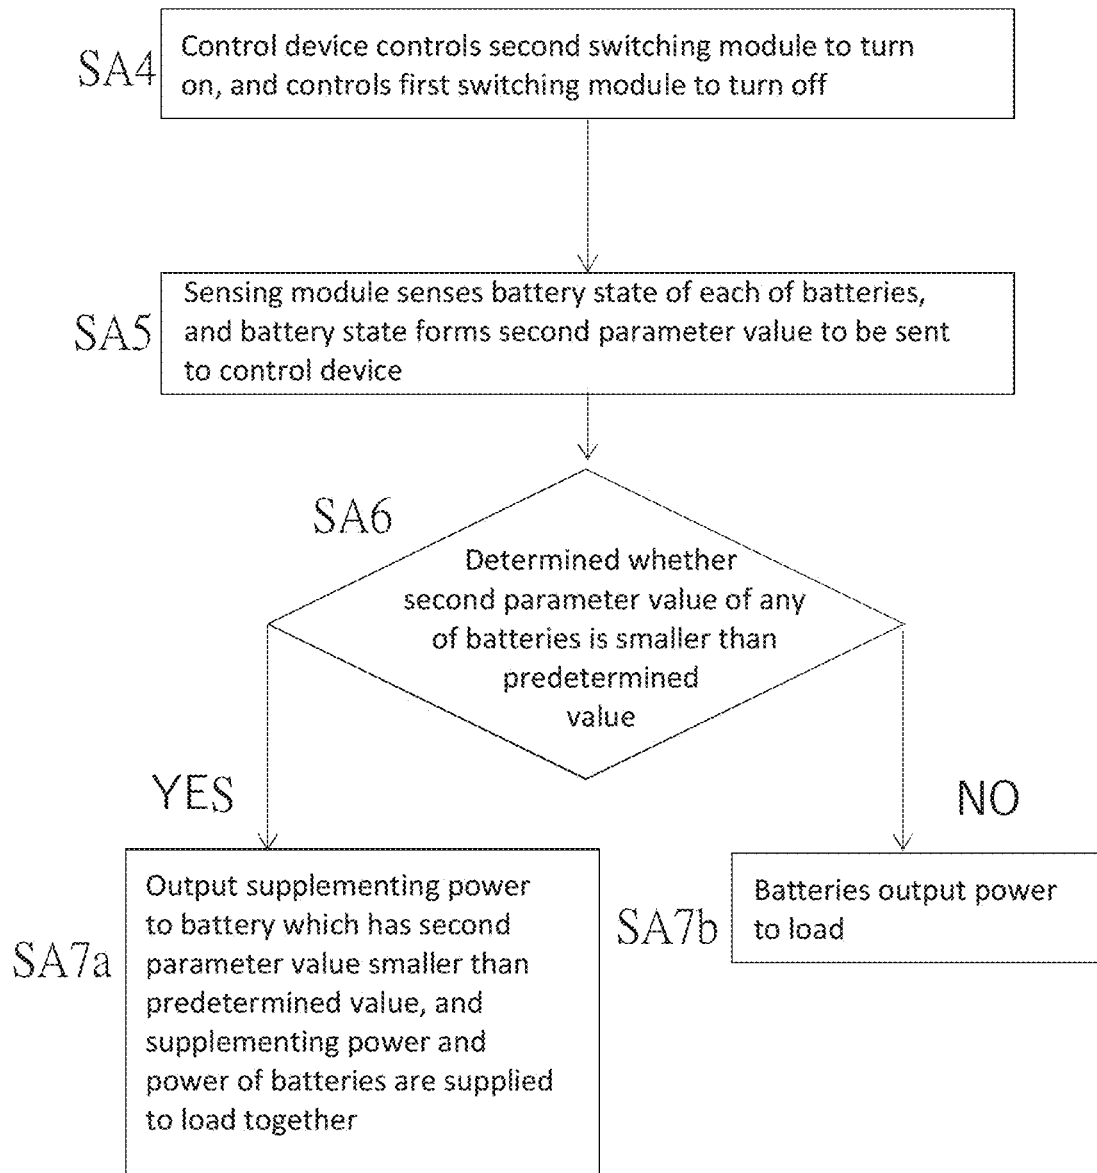 SA4
Control device controls second switching module to turn
on, and controls first switching module to turn off
SA5
Sensing module senses battery state of each of batteries,
and battery state forms second parameter value to be sent
to control device
SA6
Determined whether
second parameter value of any
of batteries is smaller than
predetermined
value
YES
NO
SA7a
Output supplementing power
to battery which has second
parameter value smaller than
predetermined value, and
supplementing power and
power of batteries are supplied
to load together
SA7b
Batteries output power
to load